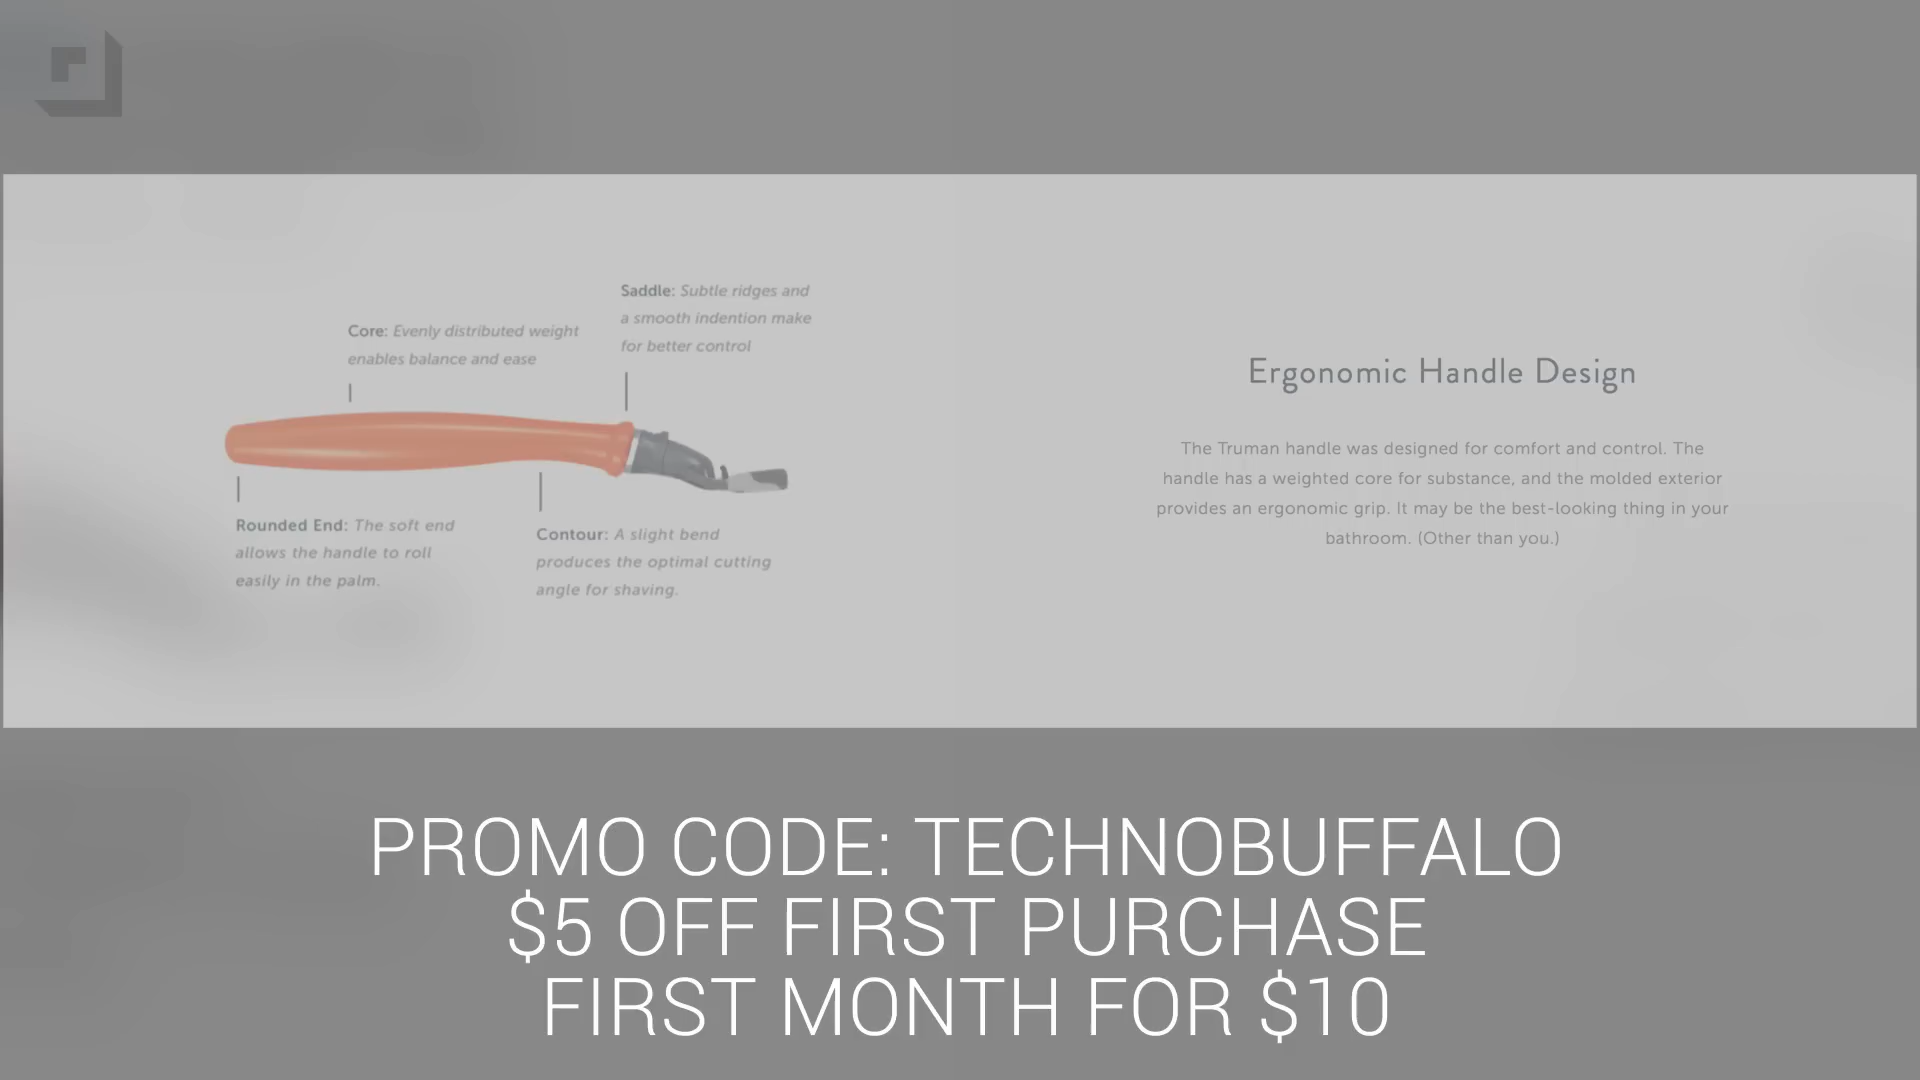 Saddle: Subtle ridges and
a smooth indention make
for better control
Core: Evenly distributed weight
enables balance and ease
Rounded End: The soft end
allows the handle to roll
easily in the palm.
Contour: A slight bend
produces the optimal cutting
angle for shaving.
Ergonomic Handle Design
The Truman handle was designed for comfort and control. The
handle has a weighted core for substance, and the molded exterior
provides an ergonomic grip. It may be the best-looking thing in your
bathroom. (Other than you.)
PROMO CODE: TECHNOBUFFALO
$5 OFF FIRST PURCHASE
FIRST MONTH FOR $10